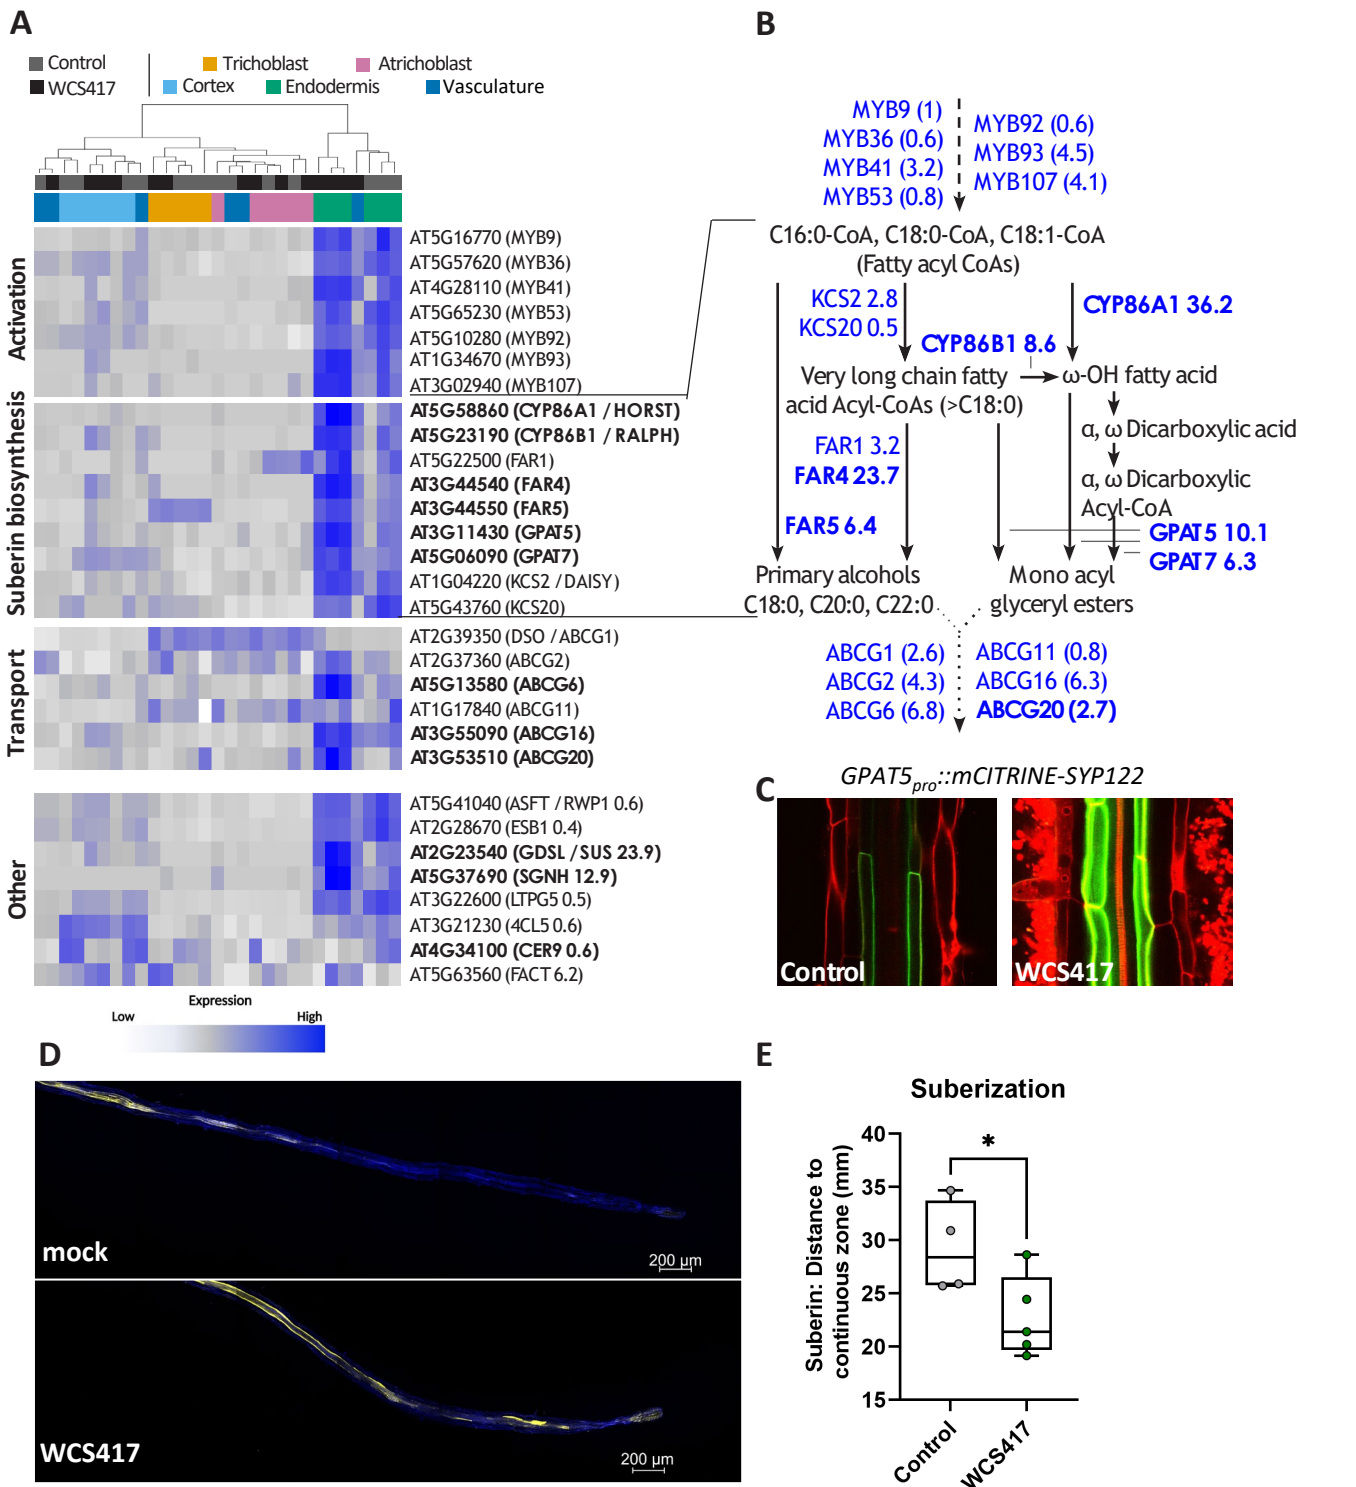 A
Control
Trichoblast
Atrichoblast
WCS417
Cortex
Endodermis
Vasculature
Activation
AT5G16770 (MYB9)
AT5G57620 (MYB36)
AT4G28110 (MYB41)
AT5G65230 (MYB53)
AT5G10280 (MYB92)
AT1G34670 (MYB93)
AT3G02940 (MYB107)
Suberin biosynthesis
AT5G58860 (CYP86A1 / HORST)
AT5G23190 (CYP86B1 / RALPH)
AT5G22500 (FAR1)
AT3G44540 (FAR4)
AT3G44550 (FAR5)
AT3G11430 (GPAT5)
AT5G06090 (GPAT7)
AT1G04220 (KCS2 / DAISY)
AT5G43760 (KCS20)
Transport
AT2G39350 (DSO / ABCG1)
AT2G37360 (ABCG2)
AT5G13580 (ABCG6)
AT1G17840 (ABCG11)
AT3G55090 (ABCG16)
AT3G53510 (ABCG20)
Other
AT5G41040 (ASFT / RWP1 0.6)
AT2G28670 (ESB1 0.4)
AT2G23540 (GDSL / SUS 23.9)
AT5G37690 (SGNH 12.9)
AT3G22600 (LTPG5 0.5)
AT3G21230 (4CL5 0.6)
AT4G34100 (CER9 0.6)
AT5G63560 (FACT 6.2)
Expression
Low
High
B
MYB9 (1)
MYB36 (0.6)
MYB41 (3.2)
MYB53 (0.8)
MYB92 (0.6)
MYB93 (4.5)
MYB107 (4.1)
C16:0-CoA, C18:0-CoA, C18:1-CoA
(Fatty acyl CoAs)
KCS2 2.8
KCS20 0.5
CYP86A1 36.2
CYP86B1 8.6
Very long chain fatty
acid Acyl-CoAs (>C18:0)
ω-OH fatty acid
α, ω Dicarboxylic acid
α, ω Dicarboxylic
Acyl-CoA
FAR1 3.2
FAR4 23.7
FAR5 6.4
GPAT5 10.1
GPAT7 6.3
Primary alcohols
C18:0, C20:0, C22:0
Mono acyl
glyceryl esters
ABCG1 (2.6)
ABCG2 (4.3)
ABCG6 (6.8)
ABCG11 (0.8)
ABCG16 (6.3)
ABCG20 (2.7)
C
GPAT5pro::mCITRINE-SYP122
Control
WCS417
D
mock
200 µm
WCS417
200 µm
E
Suberization
Suberin: Distance to
continuous zone (mm)
40
35
30
25
20
15
*
Control
WCS417